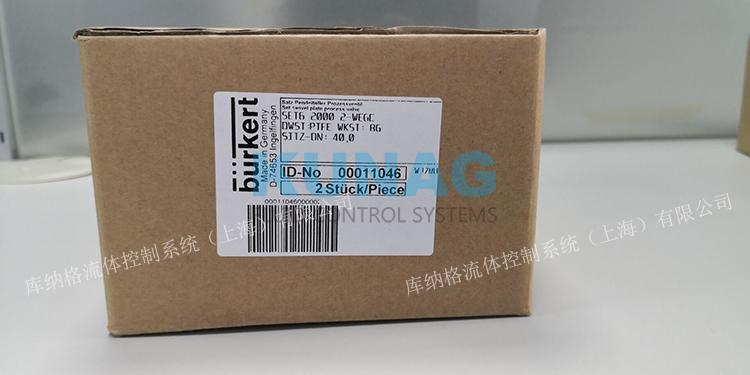 bürkert
Made in Germany
D-74653 Ingelfingen
Satz Pendelteller Prozessventil
Set swivel plate process valve
SET6 2000 2-WEGE
DWST:PTFE WKST: RG
SITZ-DN: 40,0
ID-No 00011046
2 Stück/Piece
KUNAG
CONTROL SYSTEMS
库纳格流体控制系统（上海）有限公司
库纳格流体控制系统（上海）有限公司